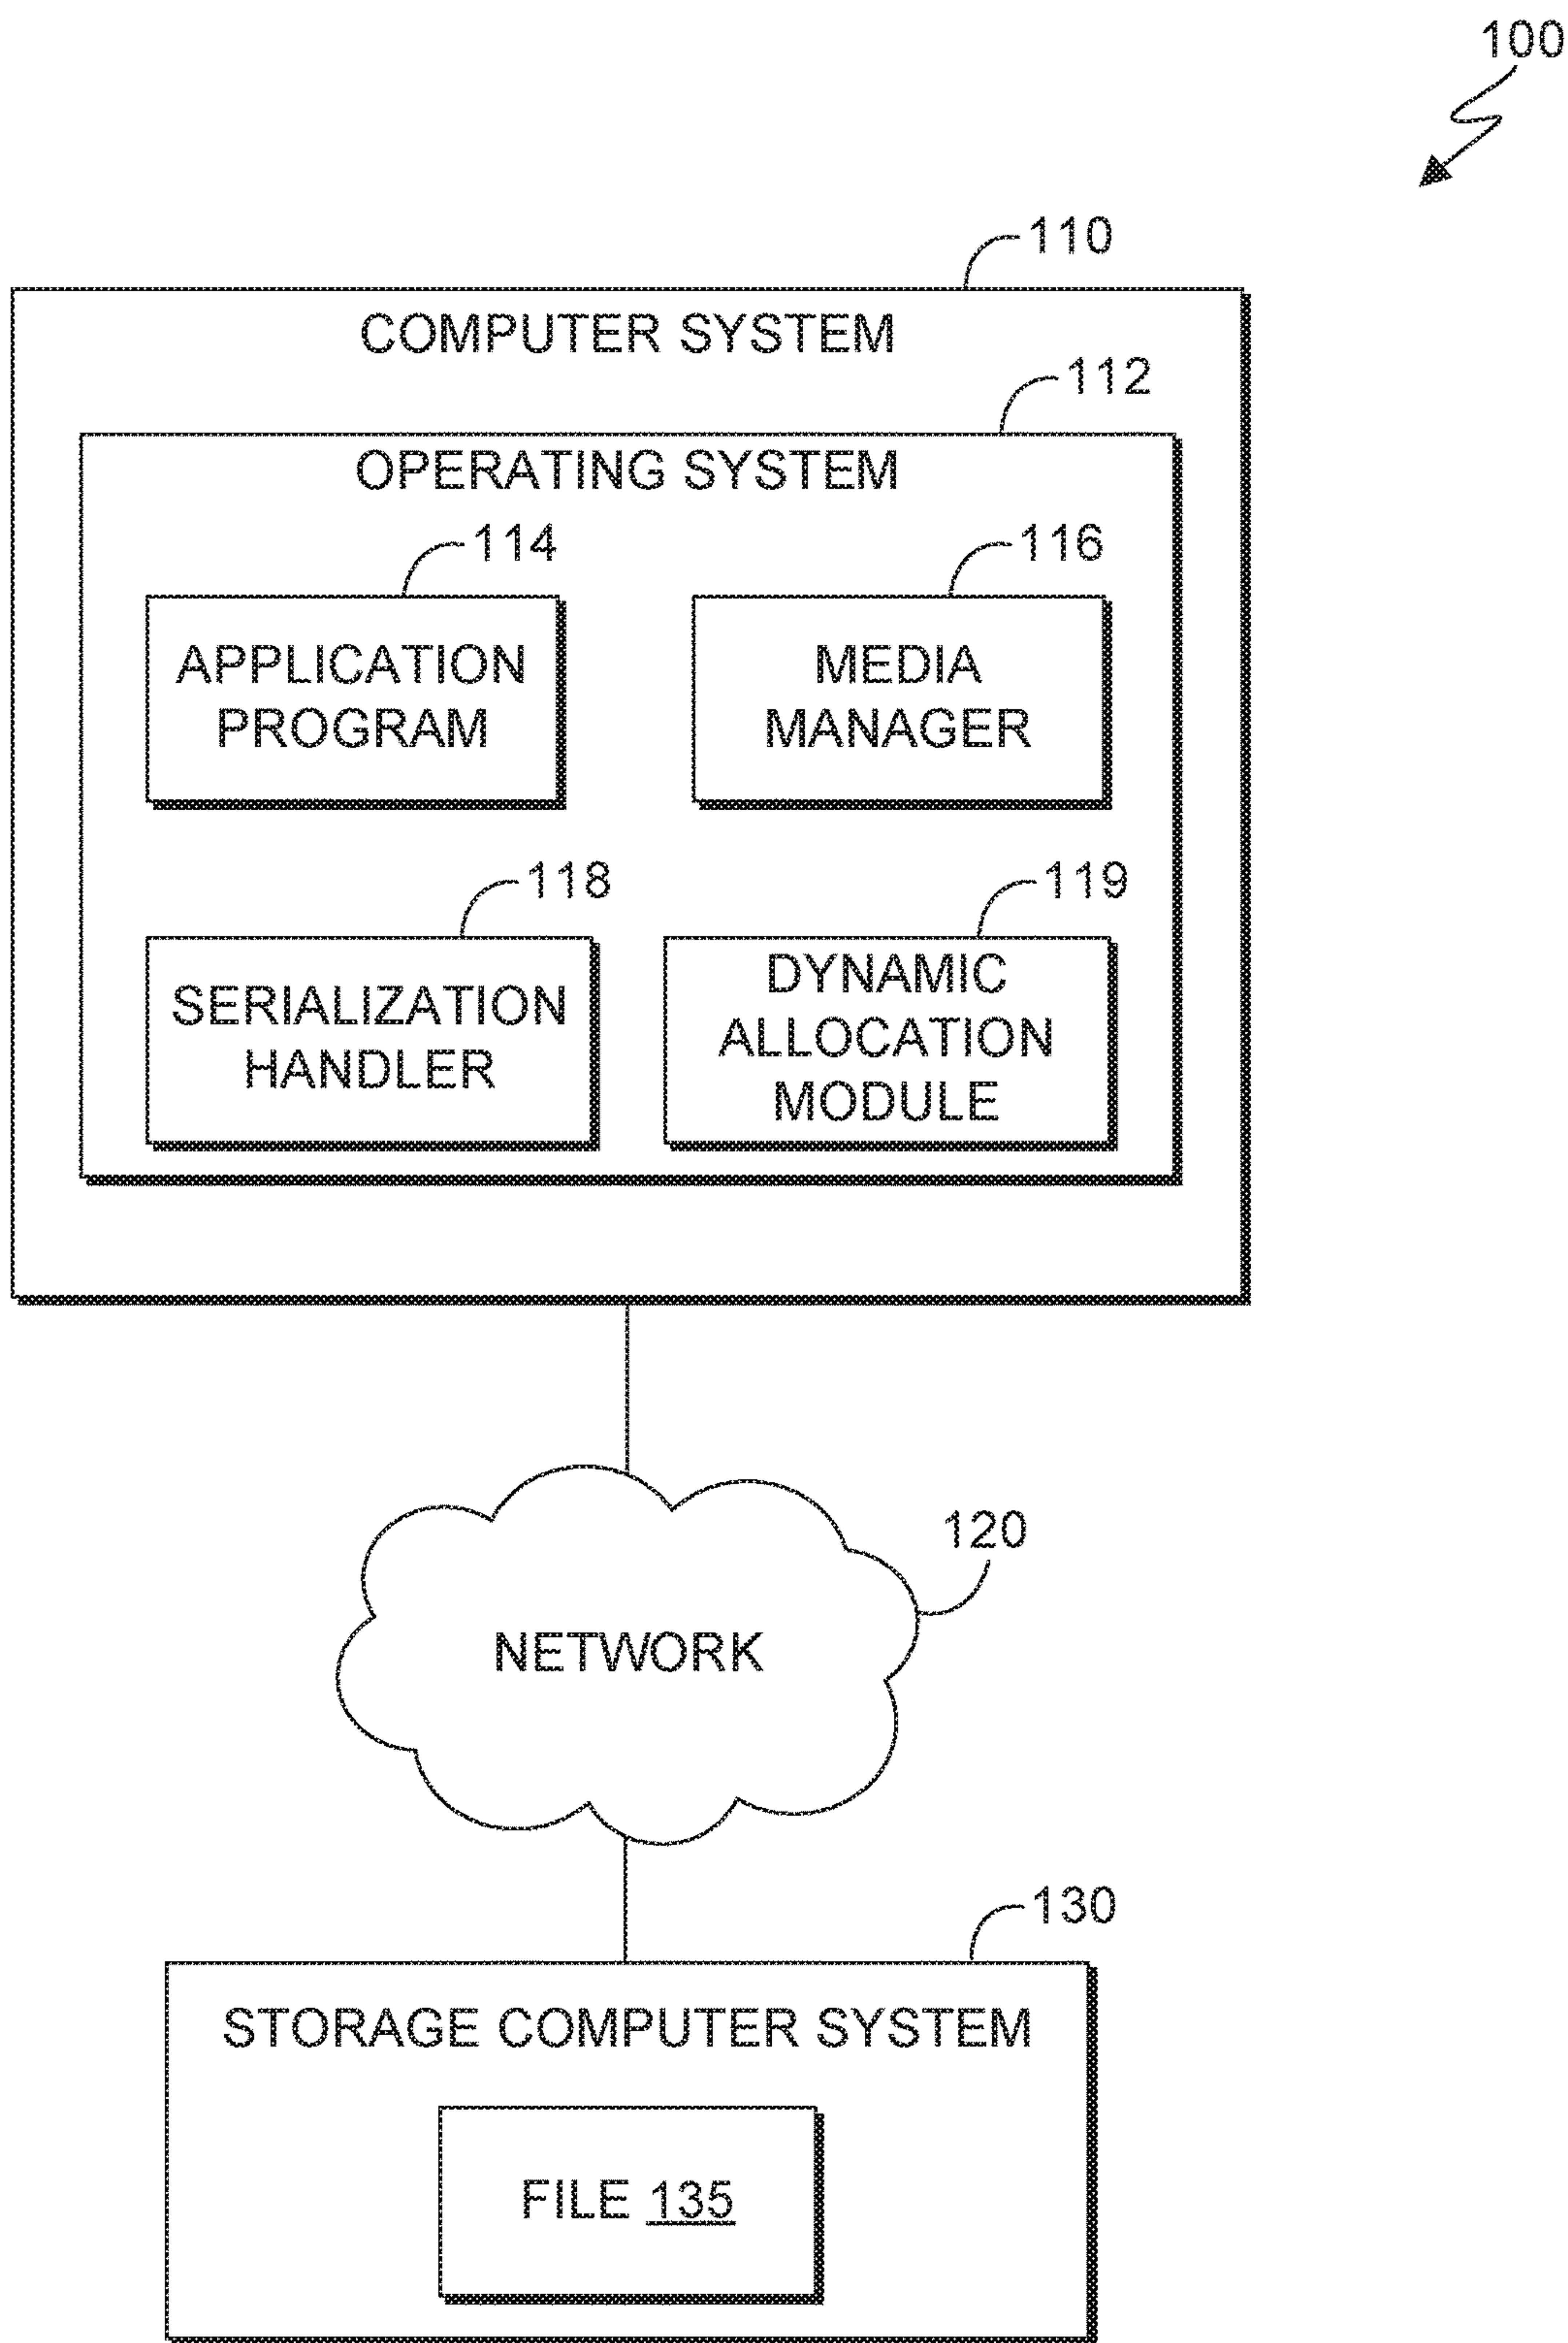 100
110
COMPUTER SYSTEM
112
OPERATING SYSTEM
114
116
APPLICATION
PROGRAM
MEDIA
MANAGER
118
119
SERIALIZATION
HANDLER
DYNAMIC
ALLOCATION
MODULE
120
NETWORK
130
STORAGE COMPUTER SYSTEM
FILE 135